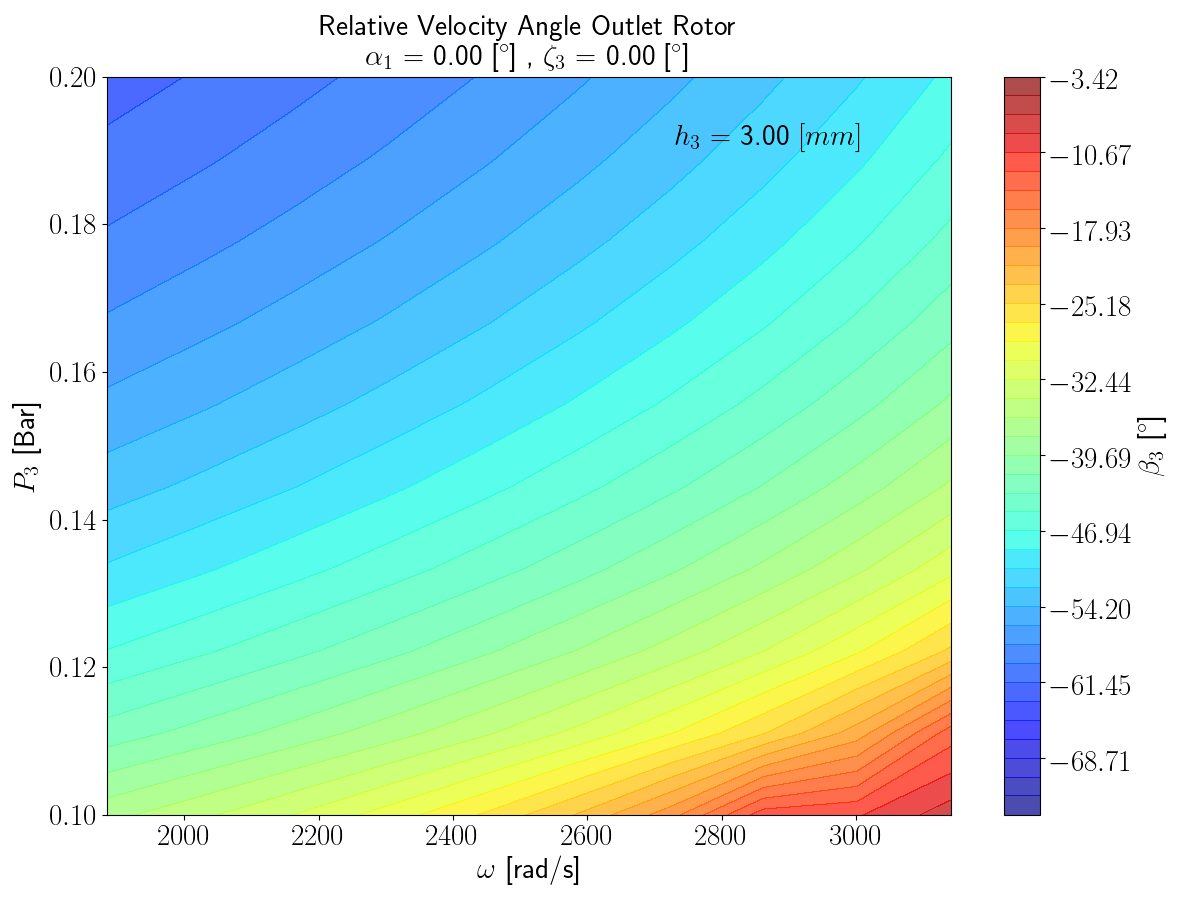 Relative Velocity Angle Outlet Rotor
α₁ = 0.00 [°] , ζ₃ = 0.00 [°]
h₃ = 3.00 [mm]
P₃ [Bar]
0.20
0.18
0.16
0.14
0.12
0.10
2000 2200 2400 2600 2800 3000
ω [rad/s]
−3.42
−10.67
−17.93
−25.18
−32.44
−39.69
−46.94
−54.20
−61.45
−68.71
β₃ [°]